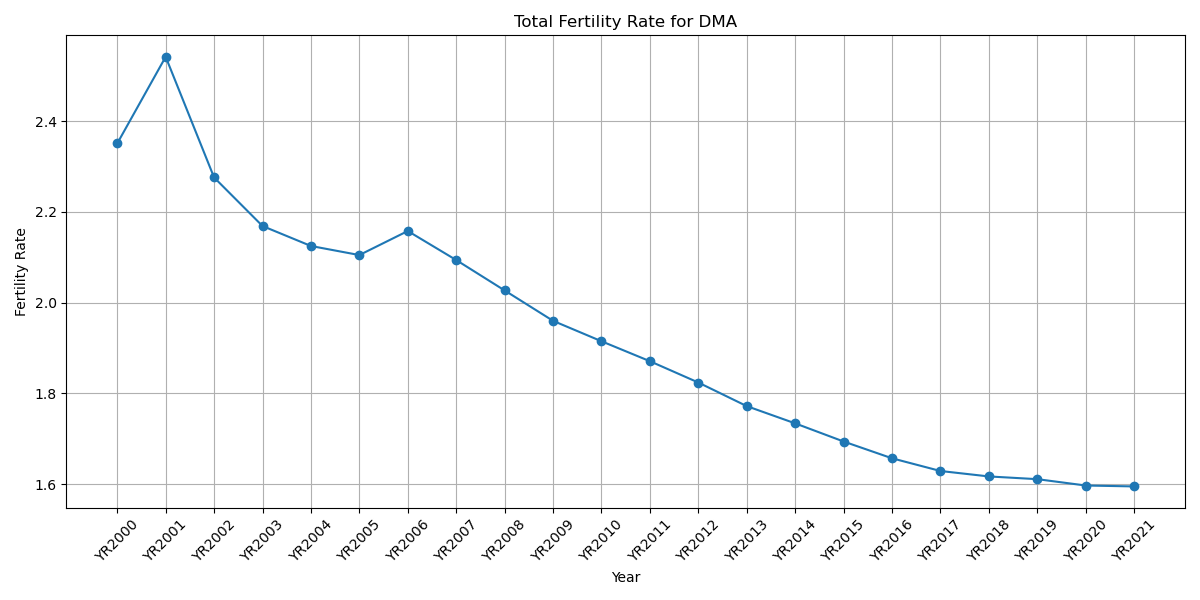 Total Fertility Rate for DMA
Fertility Rate
2.4
2.2
2.0
1.8
1.6
YR2000
YR2001
YR2002
YR2003
YR2004
YR2005
YR2006
YR2007
YR2008
YR2009
YR2010
YR2011
YR2012
YR2013
YR2014
YR2015
YR2016
YR2017
YR2018
YR2019
YR2020
YR2021
Year